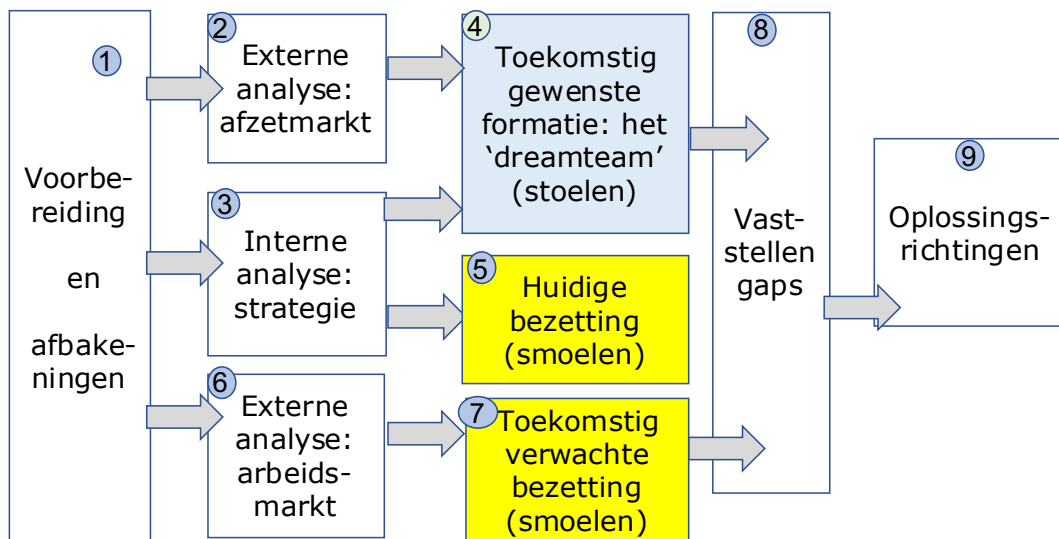 1
Voorbe-
reiding
en
afbake-
ningen
2
Externe
analyse:
afzetmarkt
3
Interne
analyse:
strategie
4
Toekomstig
gewenste
formatie: het
‘dreamteam’
(stoelen)
5
Huidige
bezetting
(smoelen)
6
Externe
analyse:
arbeids-
markt
7
Toekomstig
verwachte
bezetting
(smoelen)
8
Vast-
stellen
gaps
9
Oplossings-
richtingen